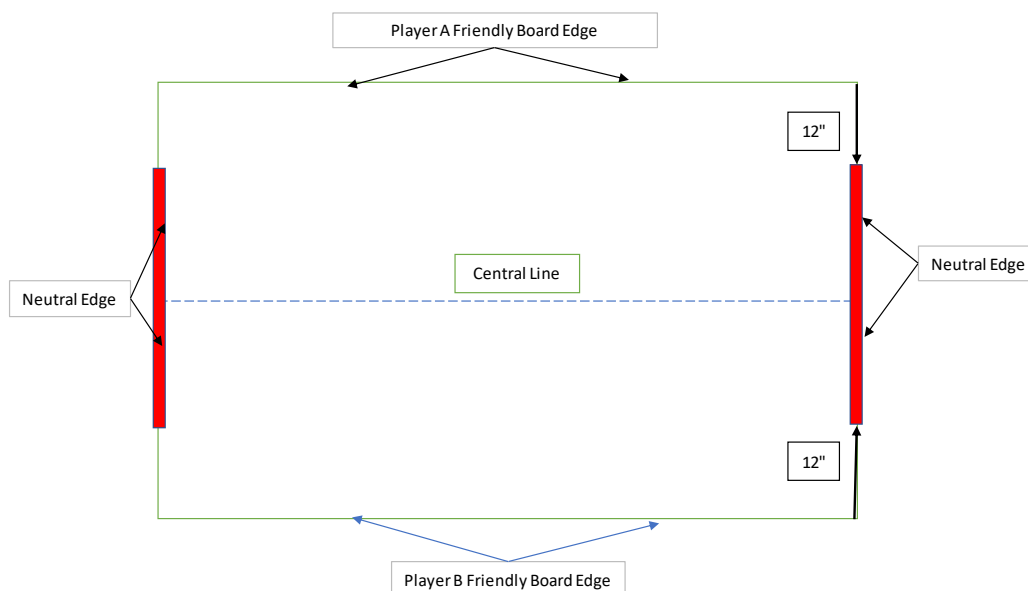 Player A Friendly Board Edge
12"
Central Line
Neutral Edge
Neutral Edge
12"
Player B Friendly Board Edge